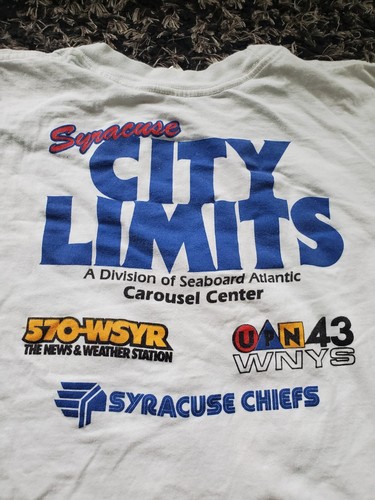 Syracuse
CITY
LIMITS
A Division of Seaboard Atlantic
Carousel Center
570-WSYR
THE NEWS & WEATHER STATION
UPN 43
WNYS
SYRACUSE CHIEFS